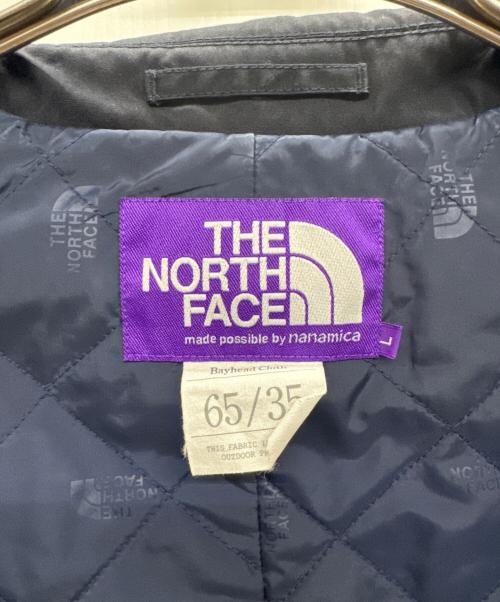 THE
NORTH
FACE
made possible by nanamica
L
Bayhead Cloth
65/35
THIS FABRIC
OUTDOOR
THE
NORTH
FACE
THE
NORTH
FACE
THE
NORTH
FACE
THE
NORTH